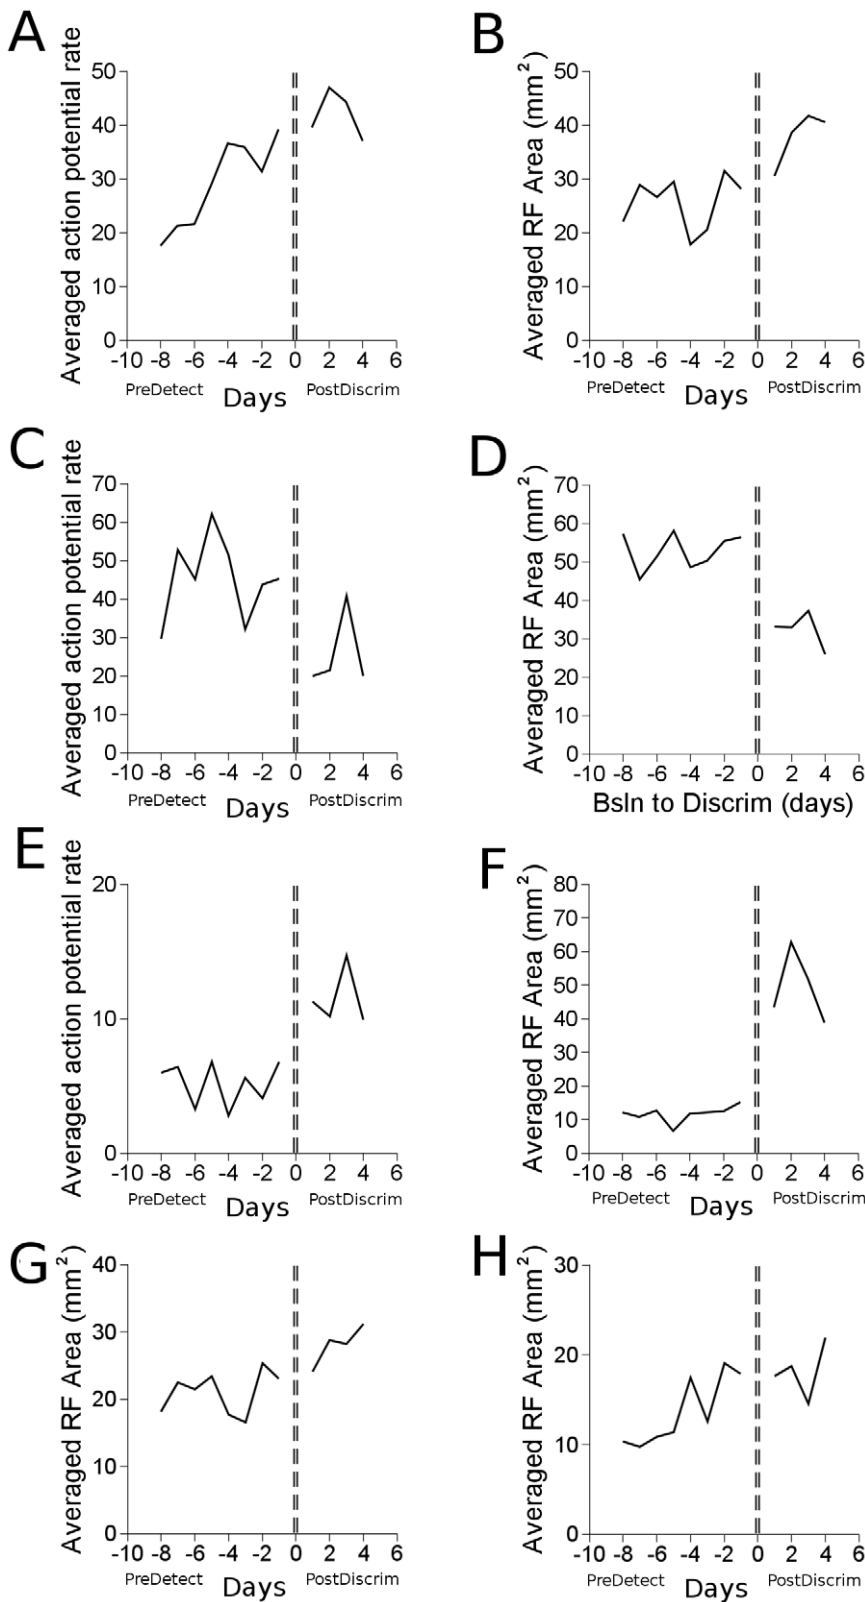 A
Averaged action potential rate
50
40
30
20
10
0
-10 -8 -6 -4 -2 0 2 4 6
PreDetect Days PostDiscrim
B
Averaged RF Area (mm²)
50
40
30
20
10
0
-10 -8 -6 -4 -2 0 2 4 6
PreDetect Days PostDiscrim
C
Averaged action potential rate
70
60
50
40
30
20
10
0
-10 -8 -6 -4 -2 0 2 4 6
PreDetect Days PostDiscrim
D
Averaged RF Area (mm²)
70
60
50
40
30
20
10
0
-10 -8 -6 -4 -2 0 2 4 6
Bsln to Discrim (days)
E
Averaged action potential rate
20
10
0
-10 -8 -6 -4 -2 0 2 4 6
PreDetect Days PostDiscrim
F
Averaged RF Area (mm²)
80
70
60
50
40
30
20
10
0
-10 -8 -6 -4 -2 0 2 4 6
PreDetect Days PostDiscrim
G
Averaged RF Area (mm²)
40
30
20
10
0
-10 -8 -6 -4 -2 0 2 4 6
PreDetect Days PostDiscrim
H
Averaged RF Area (mm²)
30
20
10
0
-10 -8 -6 -4 -2 0 2 4 6
PreDetect Days PostDiscrim